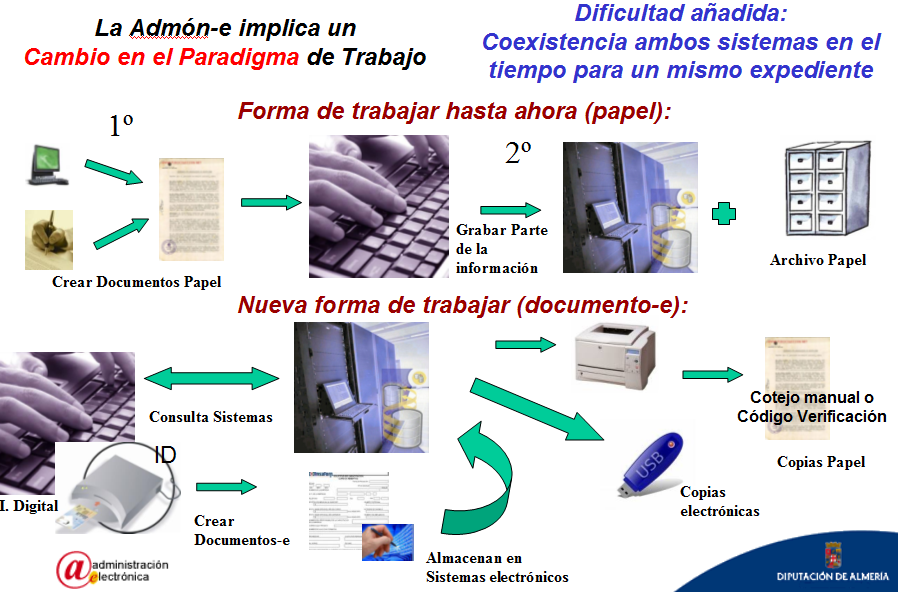 La Admón-e implica un
Cambio en el Paradigma de Trabajo
Dificultad añadida:
Coexistencia ambos sistemas en el
tiempo para un mismo expediente
Forma de trabajar hasta ahora (papel):
1º
2º
Crear Documentos Papel
Grabar Parte
de la
información
Archivo Papel
Nueva forma de trabajar (documento-e):
Consulta Sistemas
Cotejo manual o
Código Verificación
Copias Papel
ID
I. Digital
Crear
Documentos-e
USB
Copias
electrónicas
Almacenan en
Sistemas electrónicos
@administración
electrónica
DIPUTACIÓN DE ALMERÍA